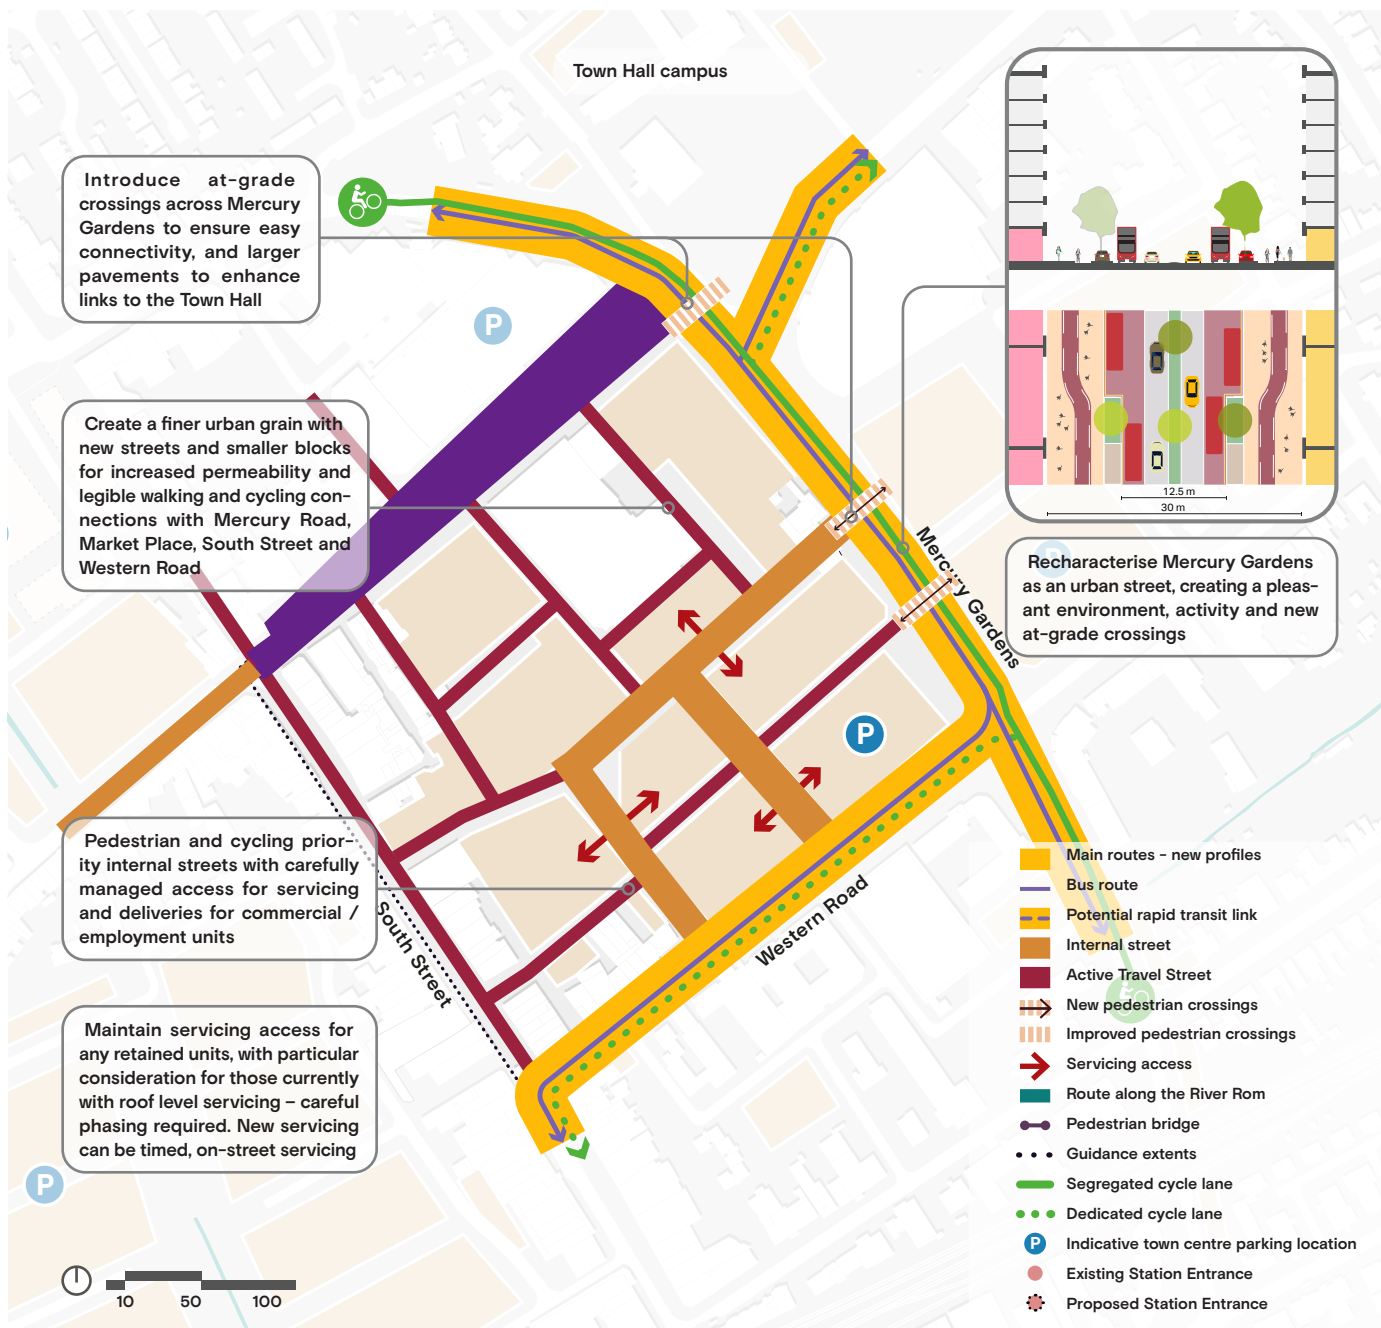 Town Hall campus
Introduce at-grade
crossings across Mercury
Gardens to ensure easy
connectivity, and larger
pavements to enhance
links to the Town Hall
P
Create a finer urban grain with
new streets and smaller blocks
for increased permeability and
legible walking and cycling con-
nections with Mercury Road,
Market Place, South Street and
Western Road
12.5 m
30 m
P
Recharacterise Mercury Gardens
as an urban street, creating a pleas-
ant environment, activity and new
at-grade crossings
Mercury Gardens
P
Pedestrian and cycling prior-
ity internal streets with carefully
managed access for servicing
and deliveries for commercial /
employment units
South Street
Western Road
Maintain servicing access for
any retained units, with particular
consideration for those currently
with roof level servicing – careful
phasing required. New servicing
can be timed, on-street servicing
P
Main routes - new profiles
Bus route
Potential rapid transit link
Internal street
Active Travel Street
New pedestrian crossings
Improved pedestrian crossings
Servicing access
Route along the River Rom
Pedestrian bridge
Guidance extents
Segregated cycle lane
Dedicated cycle lane
P Indicative town centre parking location
Existing Station Entrance
Proposed Station Entrance
10 50 100